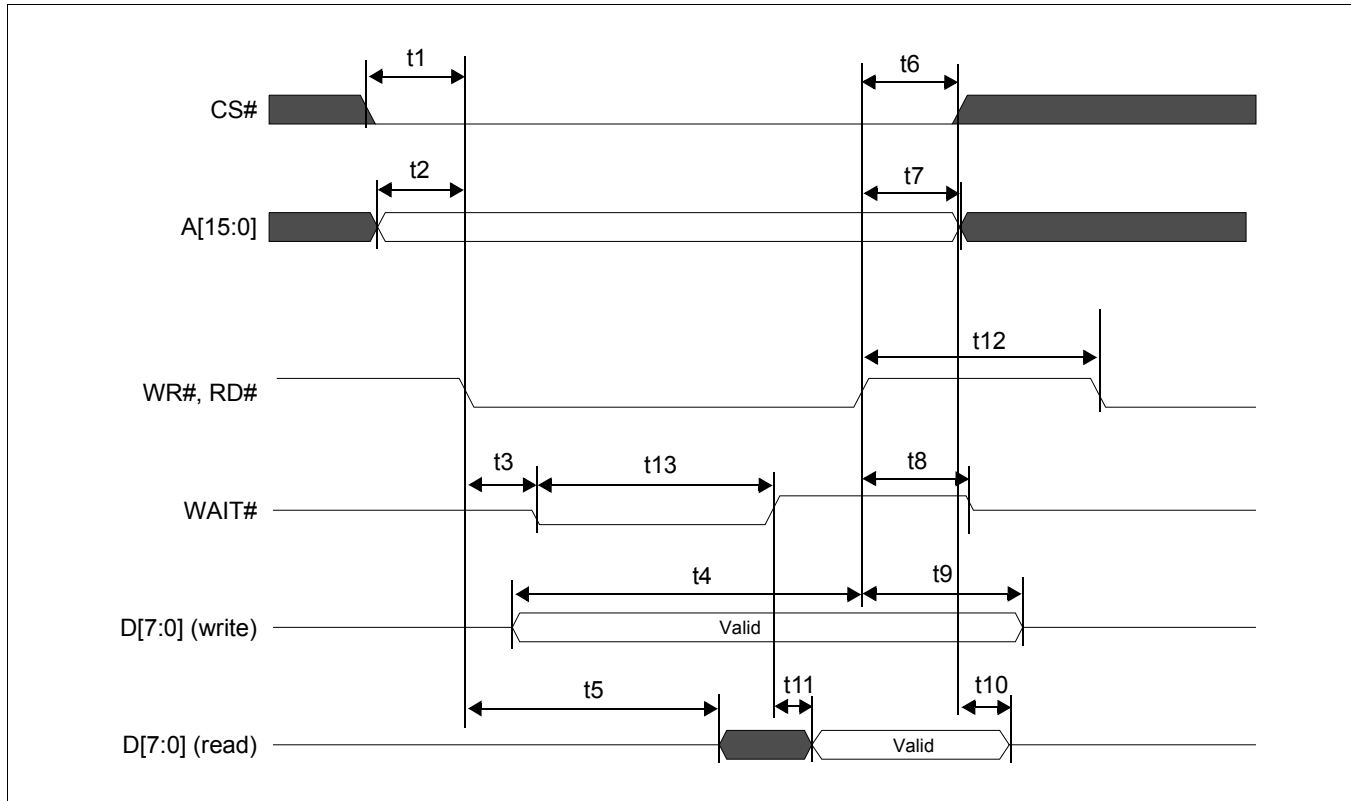 t1
t6
CS#
t2
t7
A[15:0]
t12
WR#, RD#
t3
t13
t8
WAIT#
t4
t9
D[7:0] (write)
Valid
t5
t11
t10
D[7:0] (read)
Valid